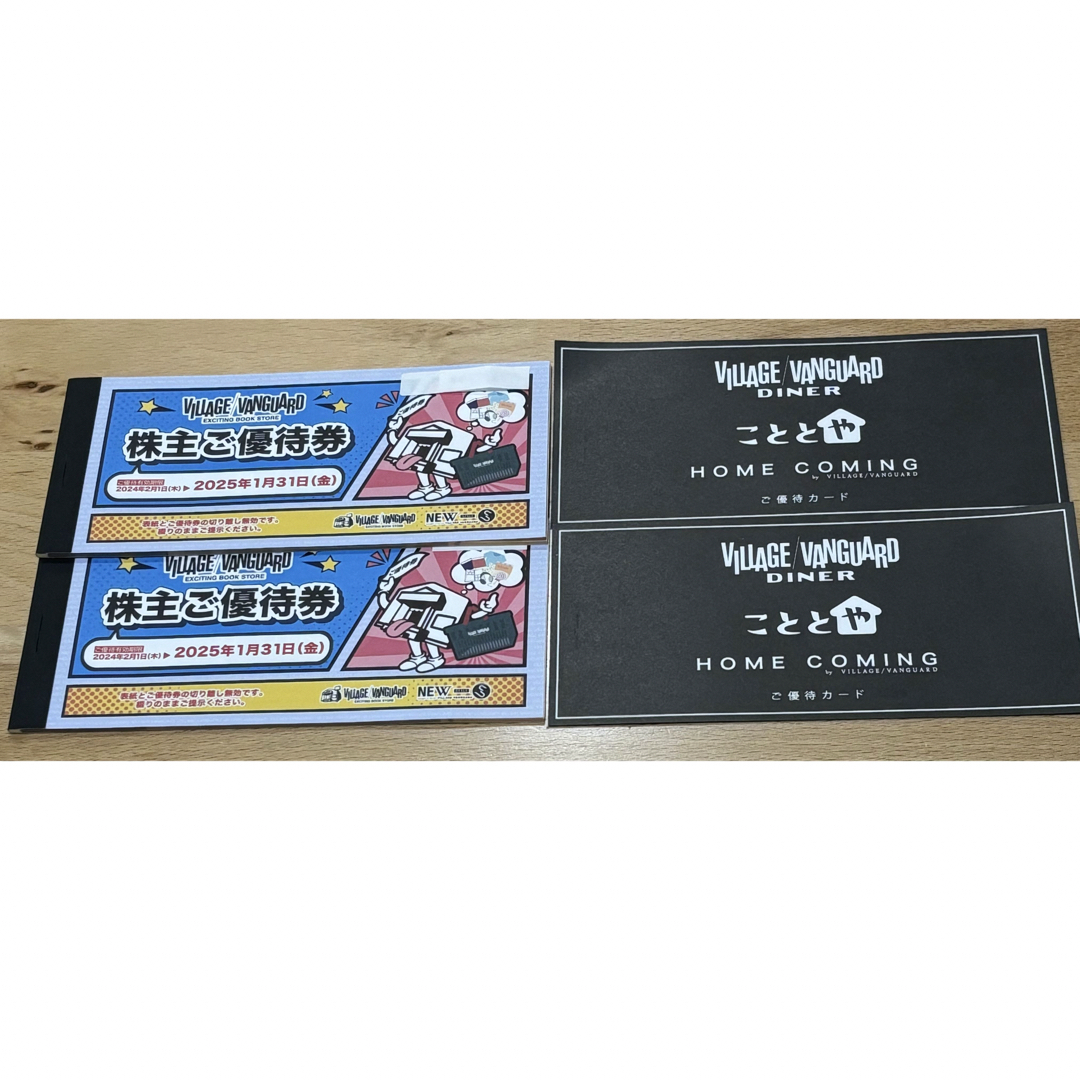 VILLAGE/VANGUARD
EXCITING BOOK STORE
株主ご優待券
ご優待有効期限
2024年2月1日(木)▶2025年1月31日(金)
表紙とご優待券の切り離し無効です。
綴りのままご提示ください。
VILLAGE/VANGUARD
EXCITING BOOK STORE
NEW
VILLAGE/VANGUARD
EXCITING BOOK STORE
株主ご優待券
ご優待有効期限
2024年2月1日(木)▶2025年1月31日(金)
表紙とご優待券の切り離し無効です。
綴りのままご提示ください。
VILLAGE/VANGUARD
EXCITING BOOK STORE
NEW
VILLAGE/VANGUARD
DINER
こととや
HOME COMING
by VILLAGE/VANGUARD
ご優待カード
VILLAGE/VANGUARD
DINER
こととや
HOME COMING
by VILLAGE/VANGUARD
ご優待カード